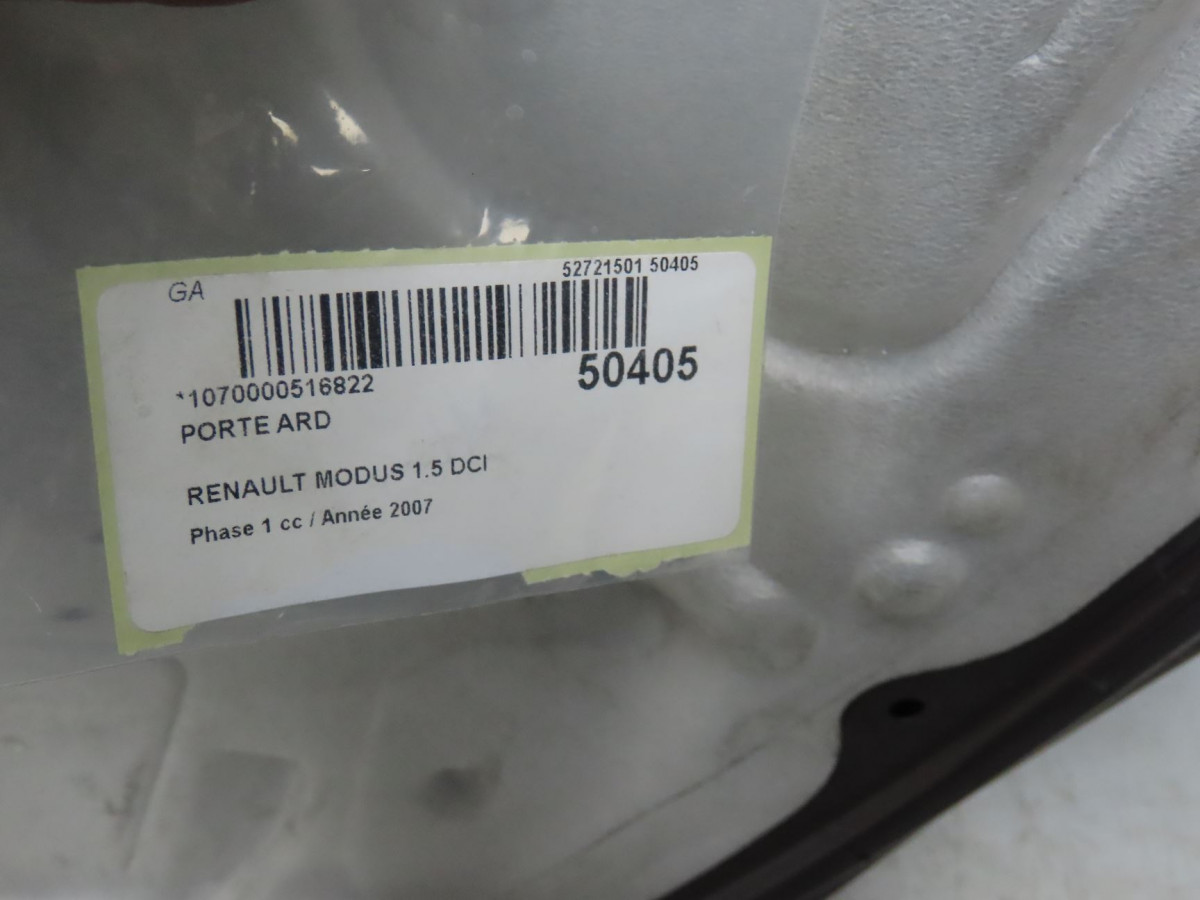 GA
52721501 50405
*1070000516822
50405
PORTE ARD
RENAULT MODUS 1.5 DCI
Phase 1 cc / Année 2007